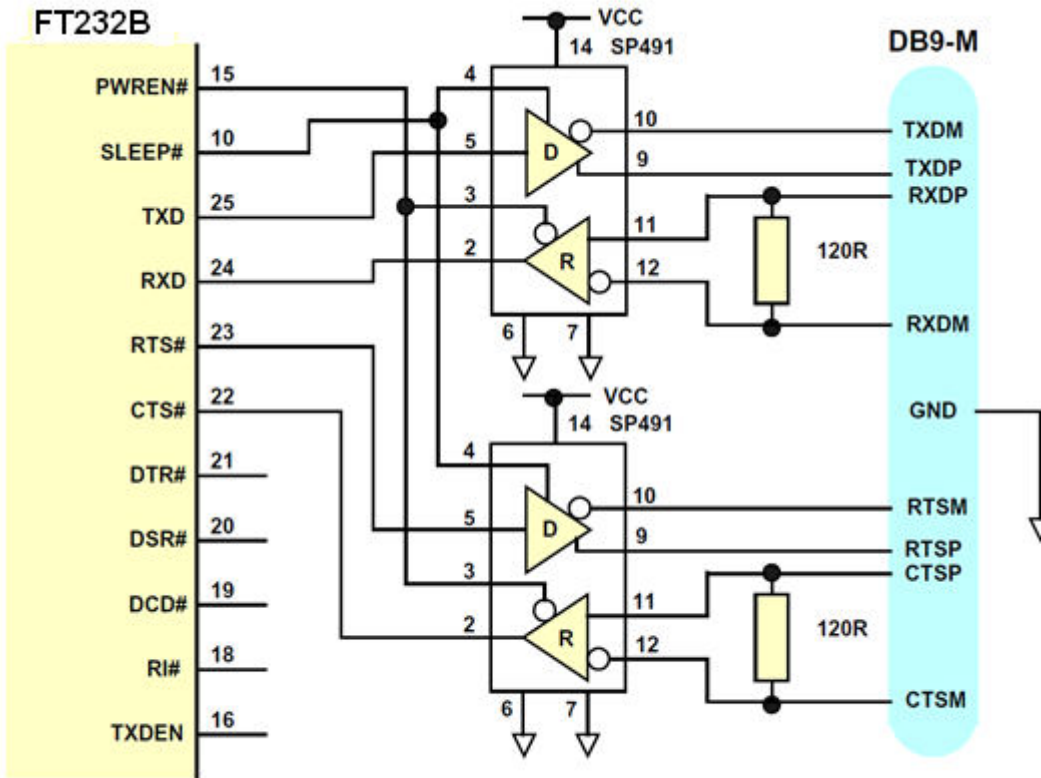 FT232B
PWREN# 15
SLEEP# 10
TXD 25
RXD 24
RTS# 23
CTS# 22
DTR# 21
DSR# 20
DCD# 19
RI# 18
TXDEN 16
VCC
14 SP491
4
5
D
10
9
3
2
R
11
12
6 7
120R
VCC
14 SP491
4
5
D
10
9
3
2
R
11
12
6 7
120R
DB9-M
TXDM
TXDP
RXDP
RXDM
GND
RTSM
RTSP
CTSP
CTSM